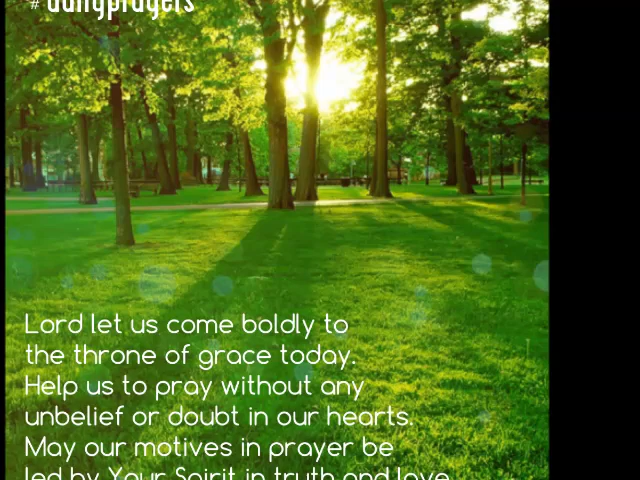 #dailyprayers
Lord let us come boldly to
the throne of grace today.
Help us to pray without any
unbelief or doubt in our hearts.
May our motives in prayer be
led by Your Spirit in truth and love